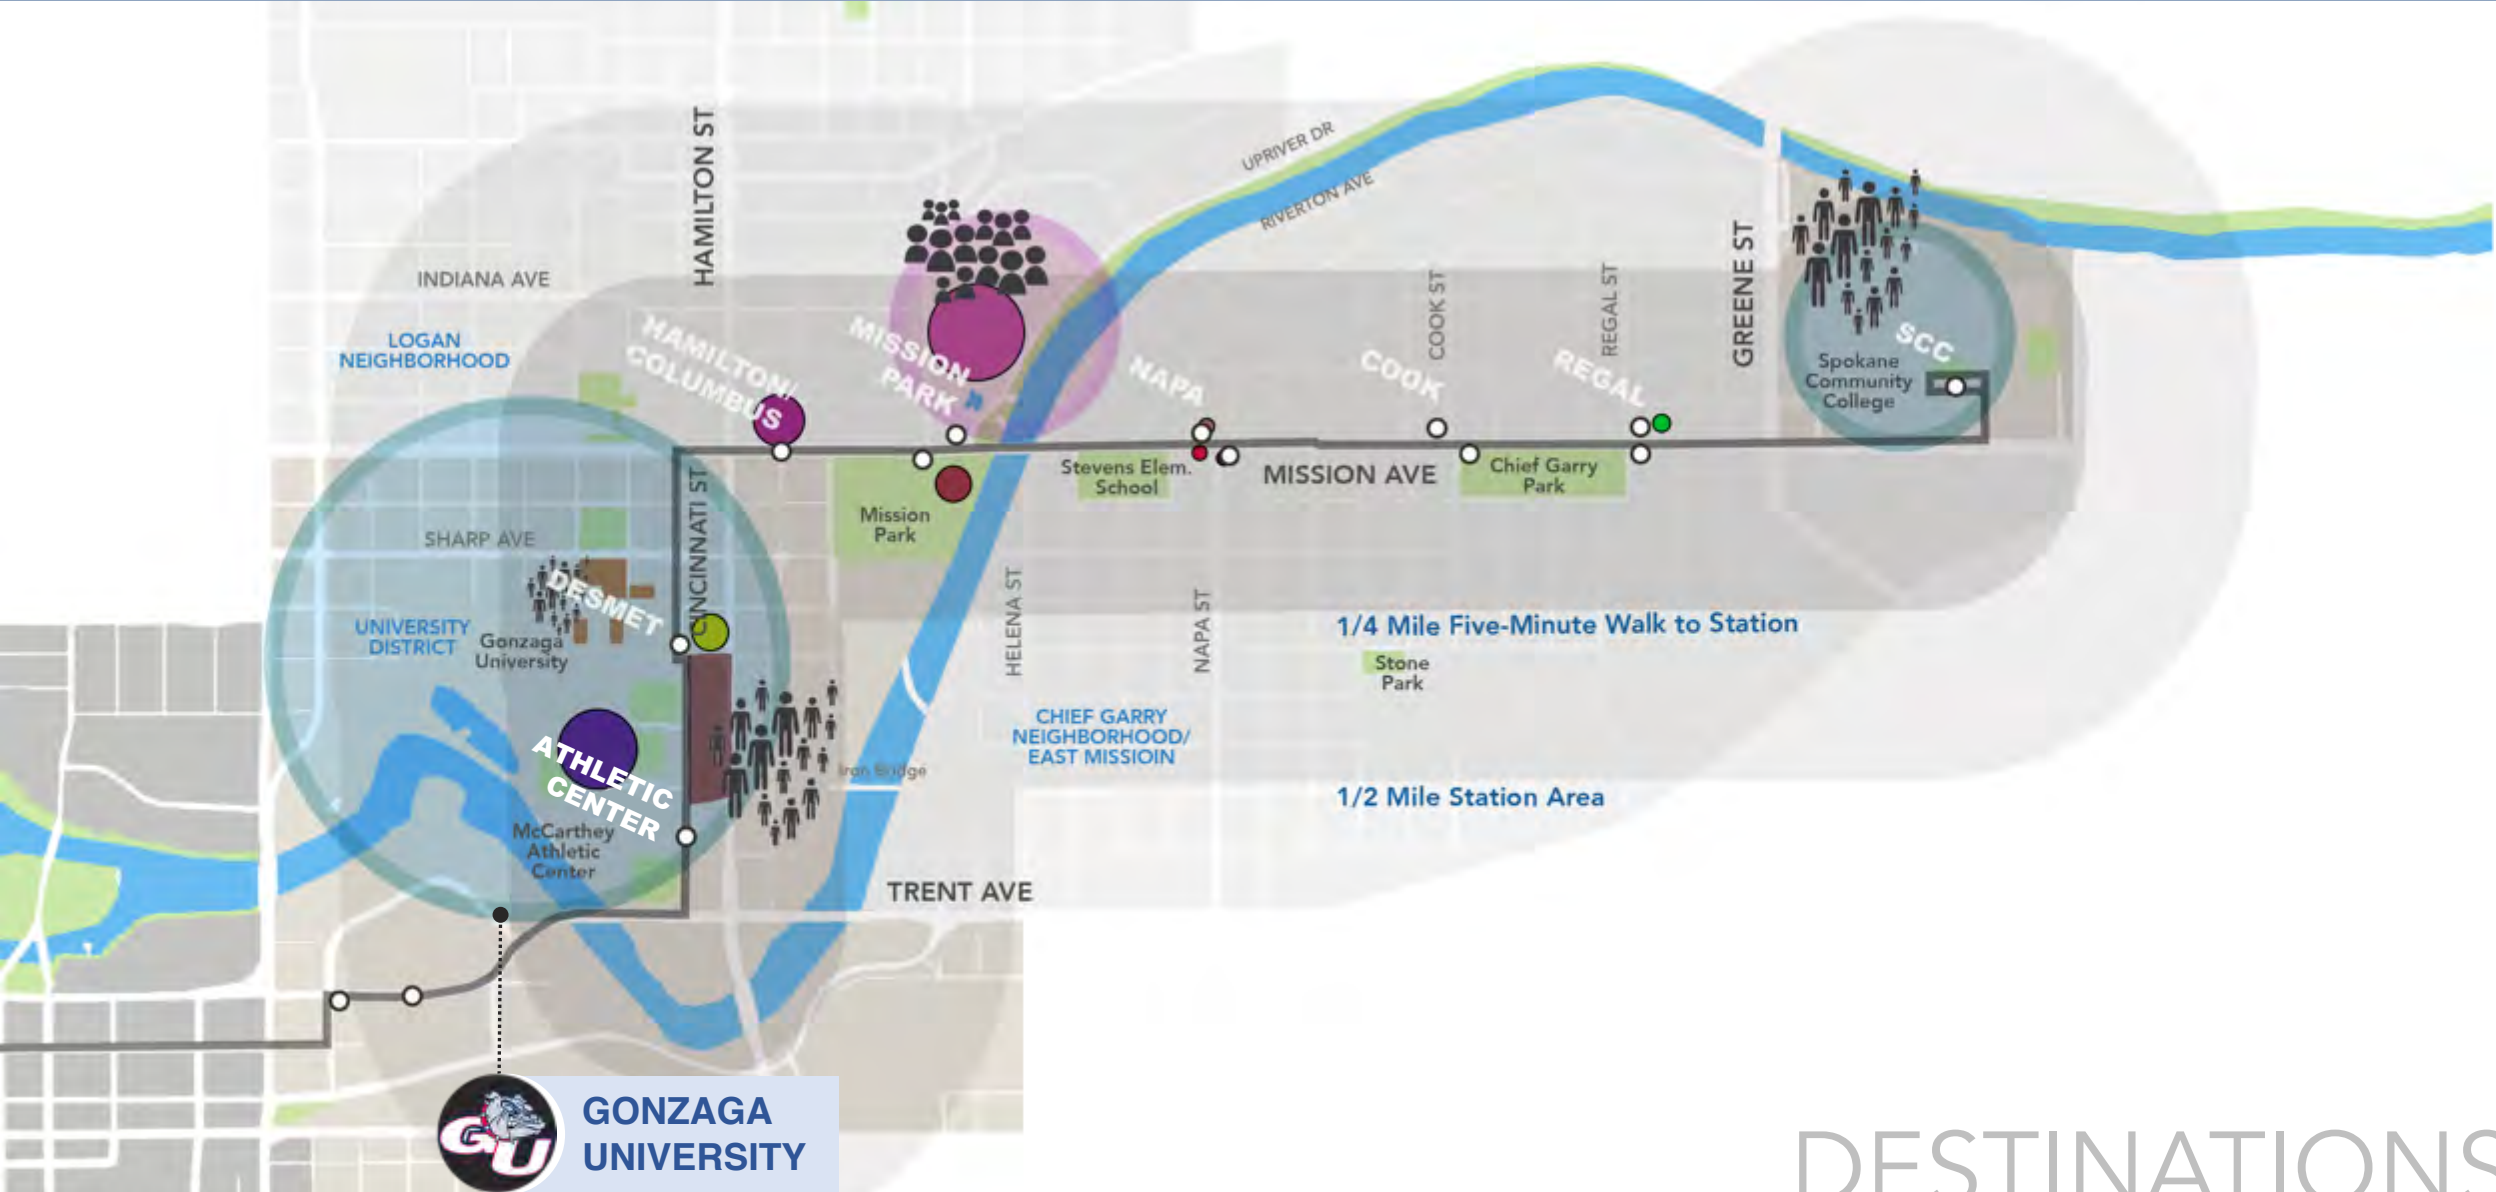 HAMILTON ST
UPRIVER DR
RIVERTON AVE
INDIANA AVE
LOGAN
NEIGHBORHOOD
HAMILTON/
COLUMBUS
MISSION
PARK
NAPA
COOK
COOK ST
REGAL
REGAL ST
GREENE ST
SCC
Spokane
Community
College
Stevens Elem.
School
MISSION AVE
Chief Garry
Park
Mission
Park
SHARP AVE
CINCINNATI ST
DESMET
UNIVERSITY
DISTRICT
Gonzaga
University
HELENA ST
NAPA ST
1/4 Mile Five-Minute Walk to Station
Stone
Park
CHIEF GARRY
NEIGHBORHOOD/
EAST MISSIOIN
ATHLETIC
CENTER
Iron Bridge
1/2 Mile Station Area
McCarthey
Athletic
Center
TRENT AVE
GU
GONZAGA
UNIVERSITY
DESTINATIONS